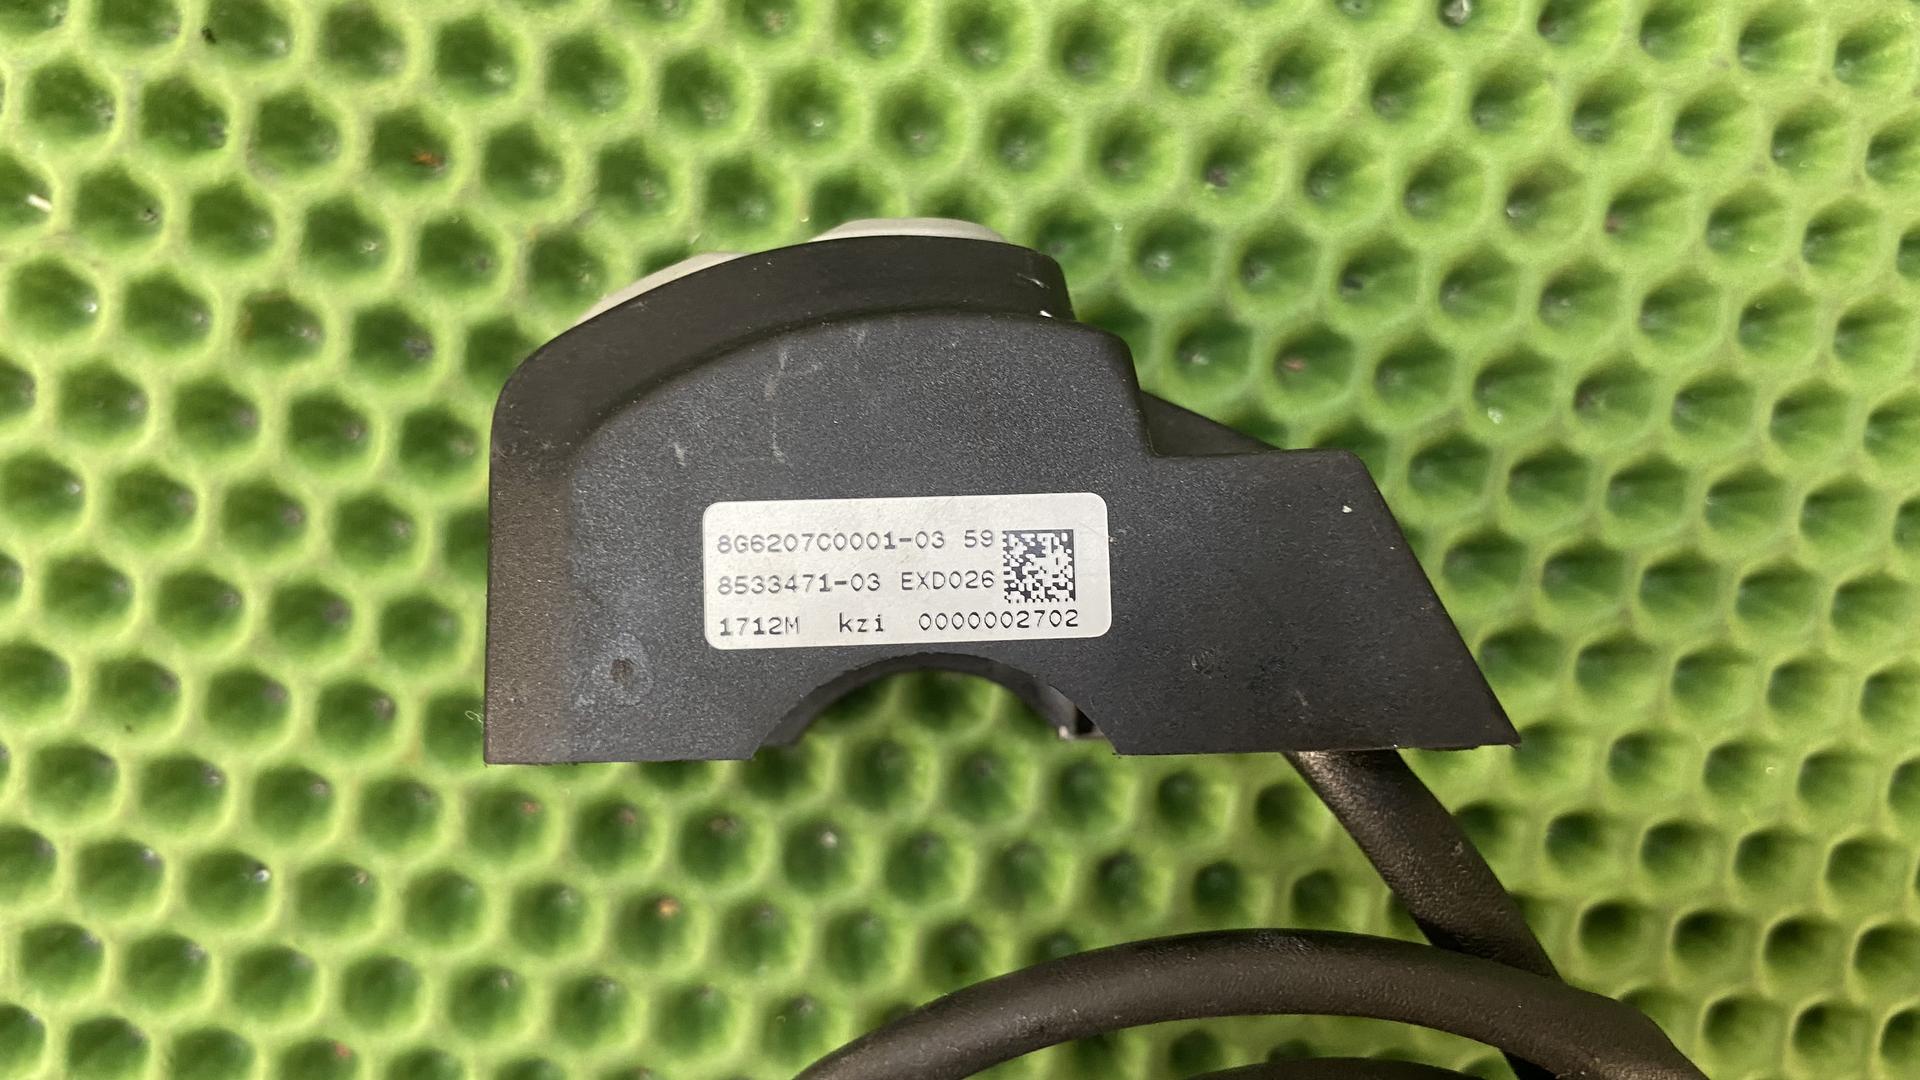 8G6207C0001-03 59
8533471-03 EXD026
1712M kzi 0000002702